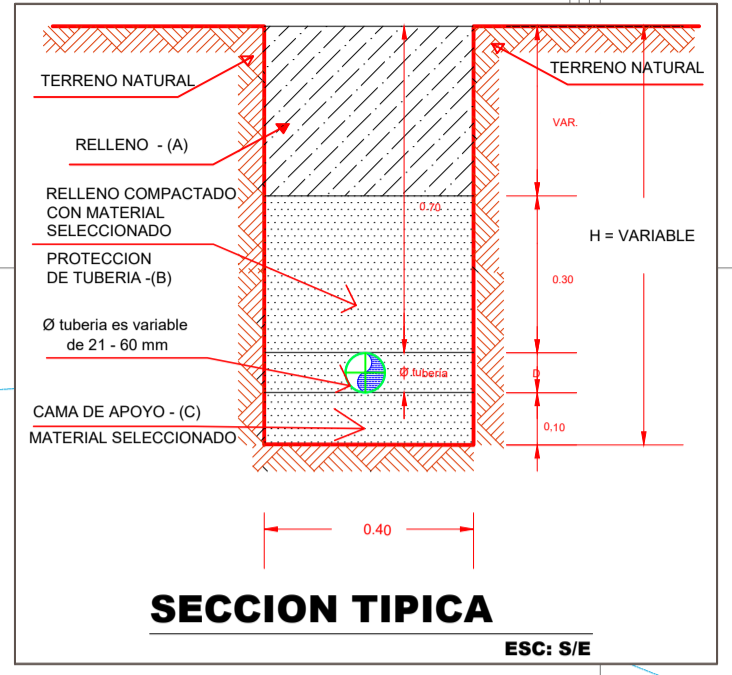 TERRENO NATURAL
TERRENO NATURAL
VAR.
RELLENO - (A)
RELLENO COMPACTADO
CON MATERIAL
SELECCIONADO
0.70
H = VARIABLE
PROTECCION
DE TUBERIA -(B)
0.30
Ø tuberia es variable
de 21 - 60 mm
Ø tuberia
D
CAMA DE APOYO - (C)
MATERIAL SELECCIONADO
0.10
0.40
SECCION TIPICA
ESC: S/E